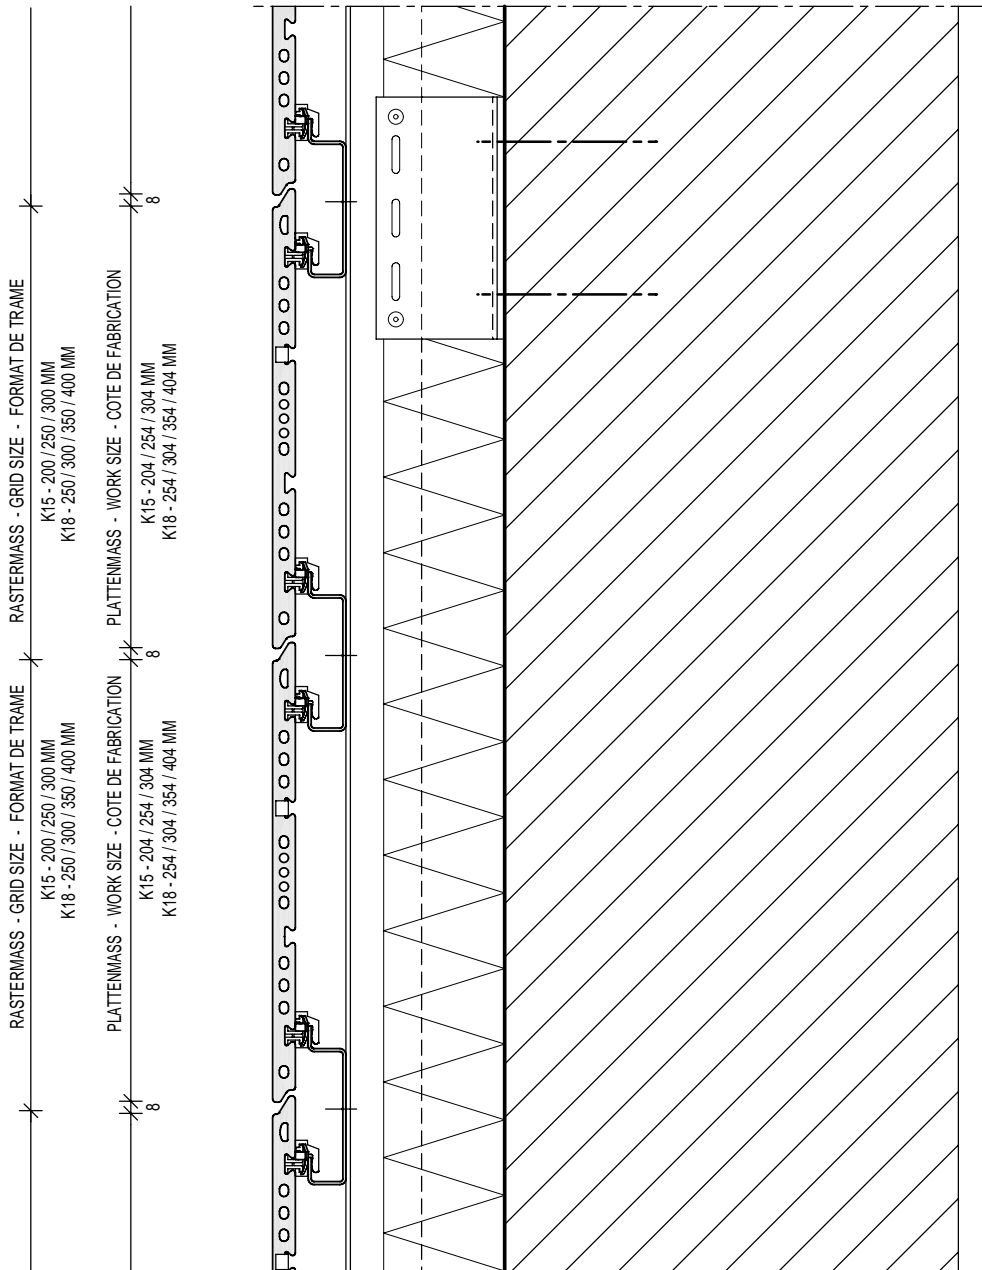 RASTERMASS - GRID SIZE - FORMAT DE TRAME
K15 - 200 / 250 / 300 MM
K18 - 250 / 300 / 350 / 400 MM
PLATTENMASS - WORK SIZE - COTE DE FABRICATION
K15 - 204 / 254 / 304 MM
K18 - 254 / 304 / 354 / 404 MM
8
8
RASTERMASS - GRID SIZE - FORMAT DE TRAME
K15 - 200 / 250 / 300 MM
K18 - 250 / 300 / 350 / 400 MM
PLATTENMASS - WORK SIZE - COTE DE FABRICATION
K15 - 204 / 254 / 304 MM
K18 - 254 / 304 / 354 / 404 MM
8